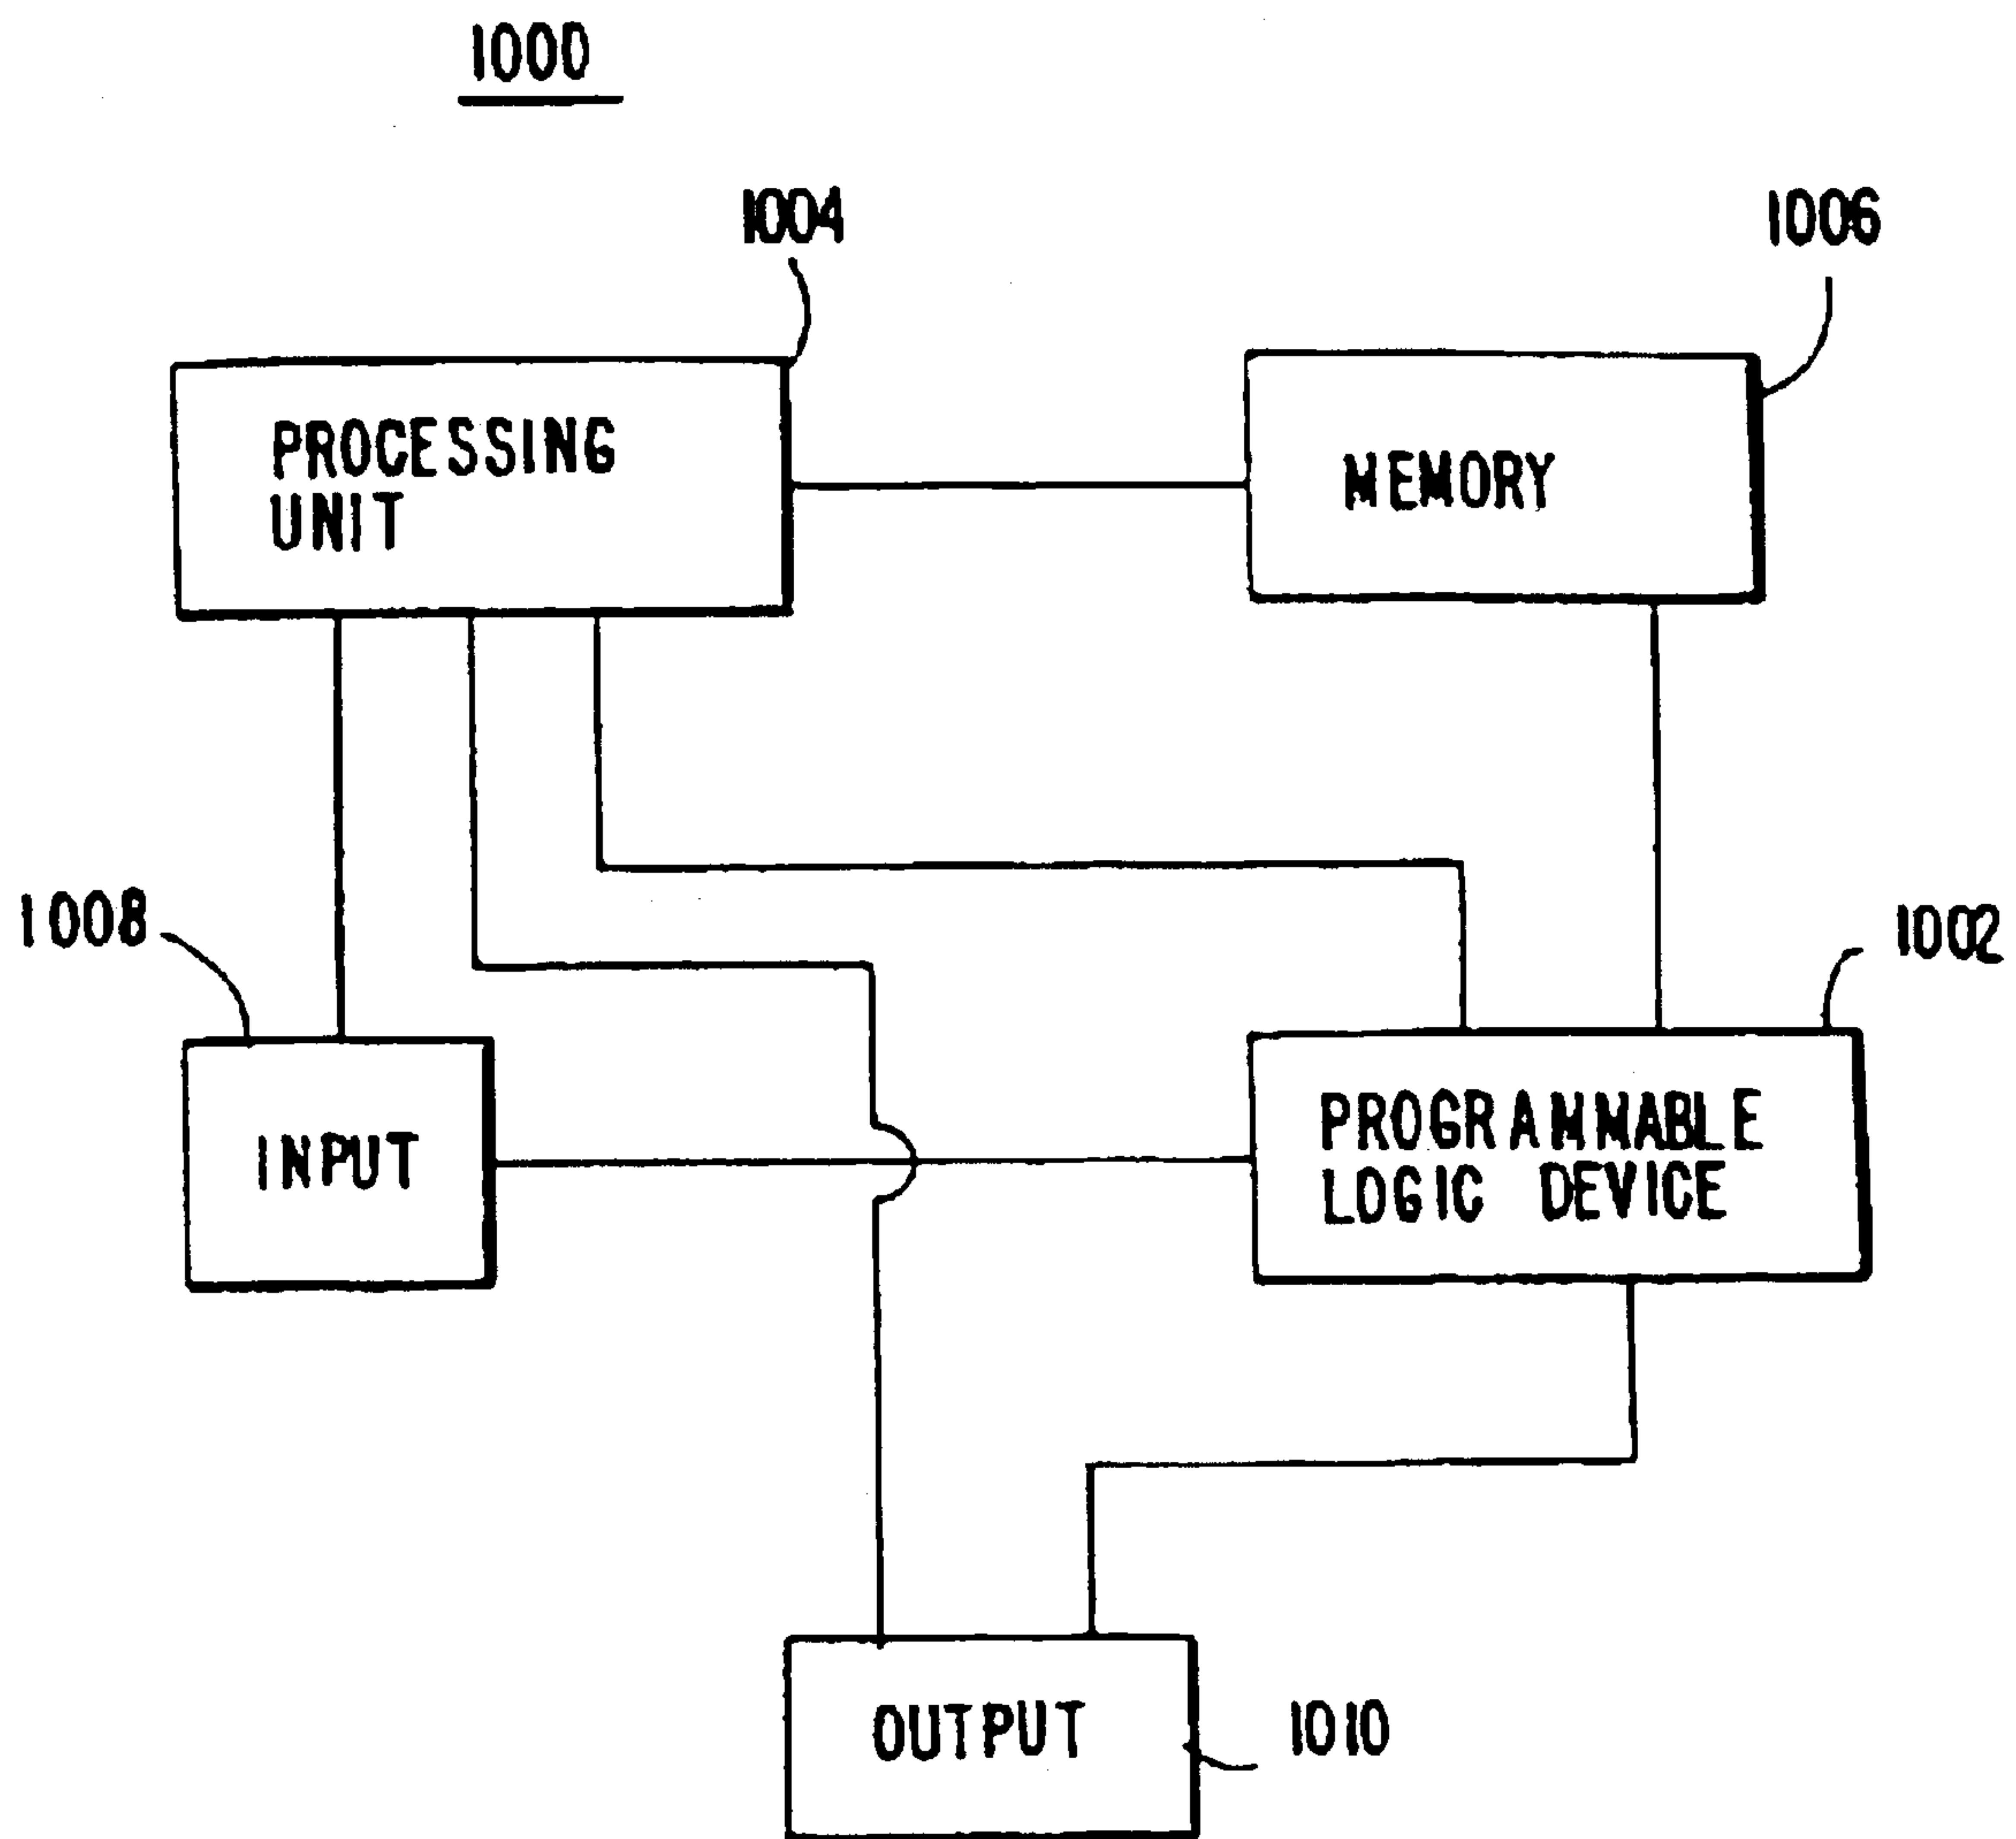 1000
1004
1006
PROCESSING
UNIT
MEMORY
1008
1002
INPUT
PROGRAMMABLE
LOGIC DEVICE
OUTPUT
1010